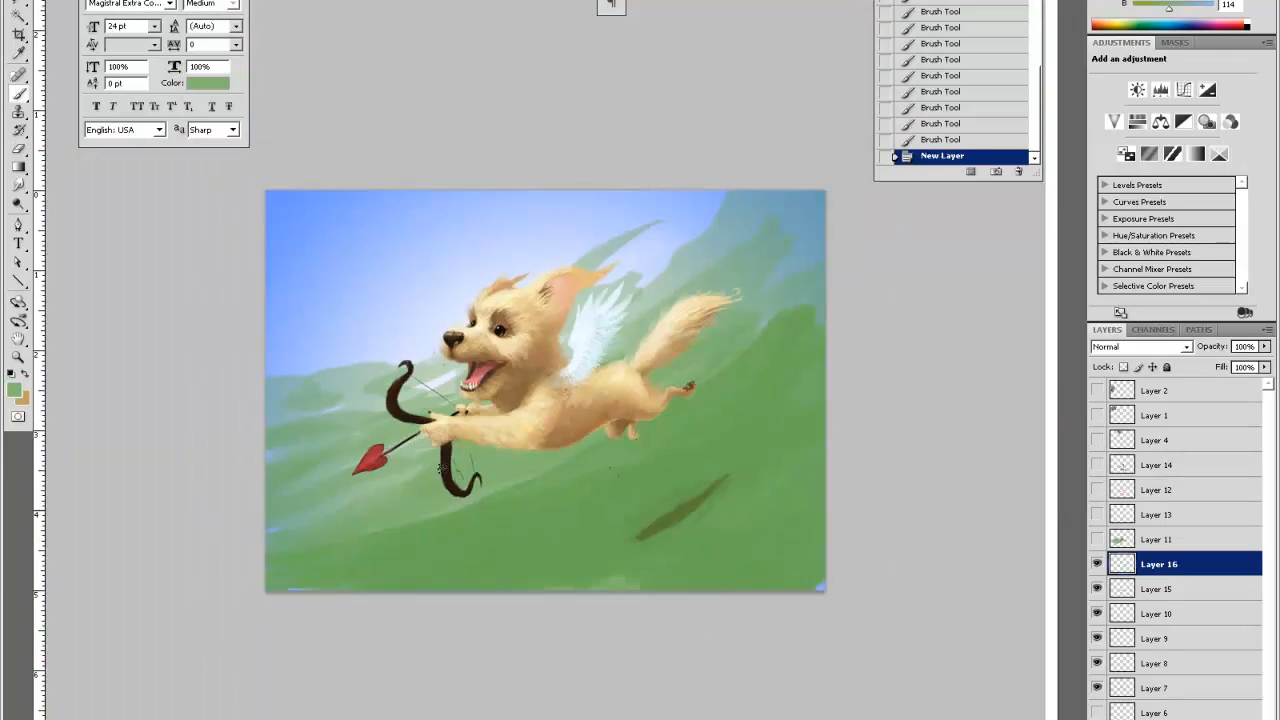 Magistral Extra Co... Medium
24 pt (Auto)
0
100% 100%
0 pt Color:
T T TT Tт T¹ T, T T
English: USA aa Sharp
Brush Tool
Brush Tool
Brush Tool
Brush Tool
Brush Tool
Brush Tool
Brush Tool
Brush Tool
Brush Tool
New Layer
B 114
ADJUSTMENTS MASKS
Add an adjustment
Levels Presets
Curves Presets
Exposure Presets
Hue/Saturation Presets
Black & White Presets
Channel Mixer Presets
Selective Color Presets
LAYERS CHANNELS PATHS
Normal Opacity: 100%
Lock: Fill: 100%
Layer 2
Layer 1
Layer 4
Layer 14
Layer 12
Layer 13
Layer 11
Layer 16
Layer 15
Layer 10
Layer 9
Layer 8
Layer 7
Layer 6